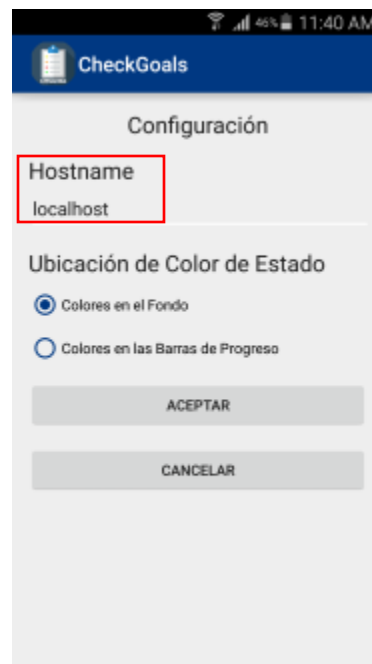 46% 11:40 AM
CheckGoals
Configuración
Hostname
localhost
Ubicación de Color de Estado
Colores en el Fondo
Colores en las Barras de Progreso
ACEPTAR
CANCELAR